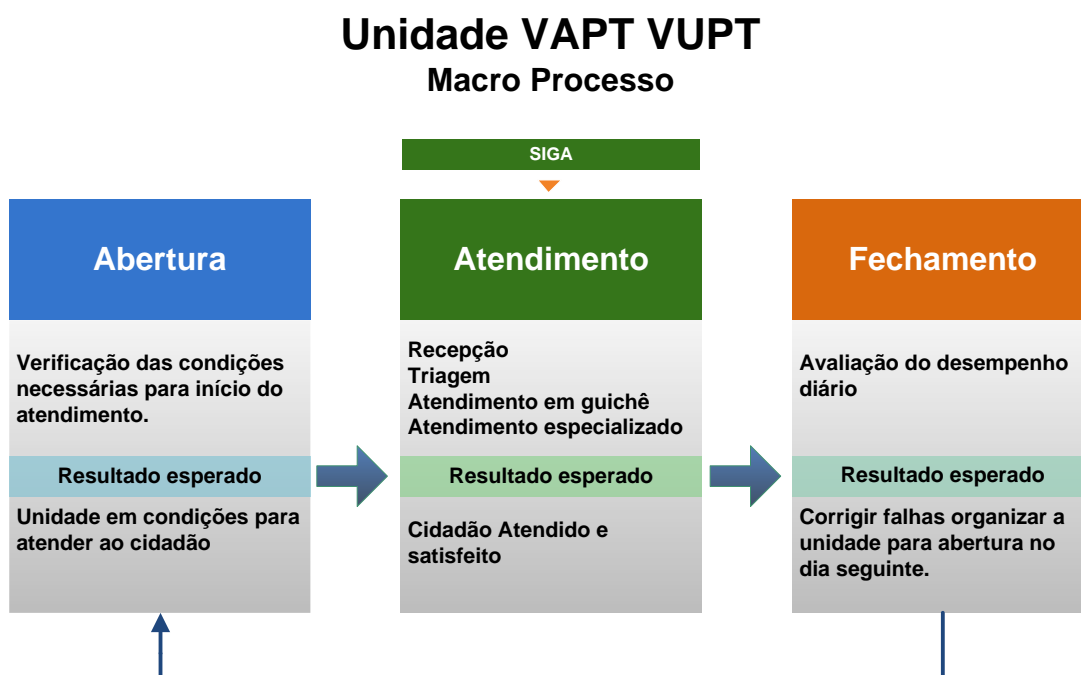 Unidade VAPT VUPT
Macro Processo
SIGA
Abertura
Verificação das condições
necessárias para início do
atendimento.
Resultado esperado
Unidade em condições para
atender ao cidadão
Atendimento
Recepção
Triagem
Atendimento em guichê
Atendimento especializado
Resultado esperado
Cidadão Atendido e
satisfeito
Fechamento
Avaliação do desempenho
diário
Resultado esperado
Corrigir falhas organizar a
unidade para abertura no
dia seguinte.